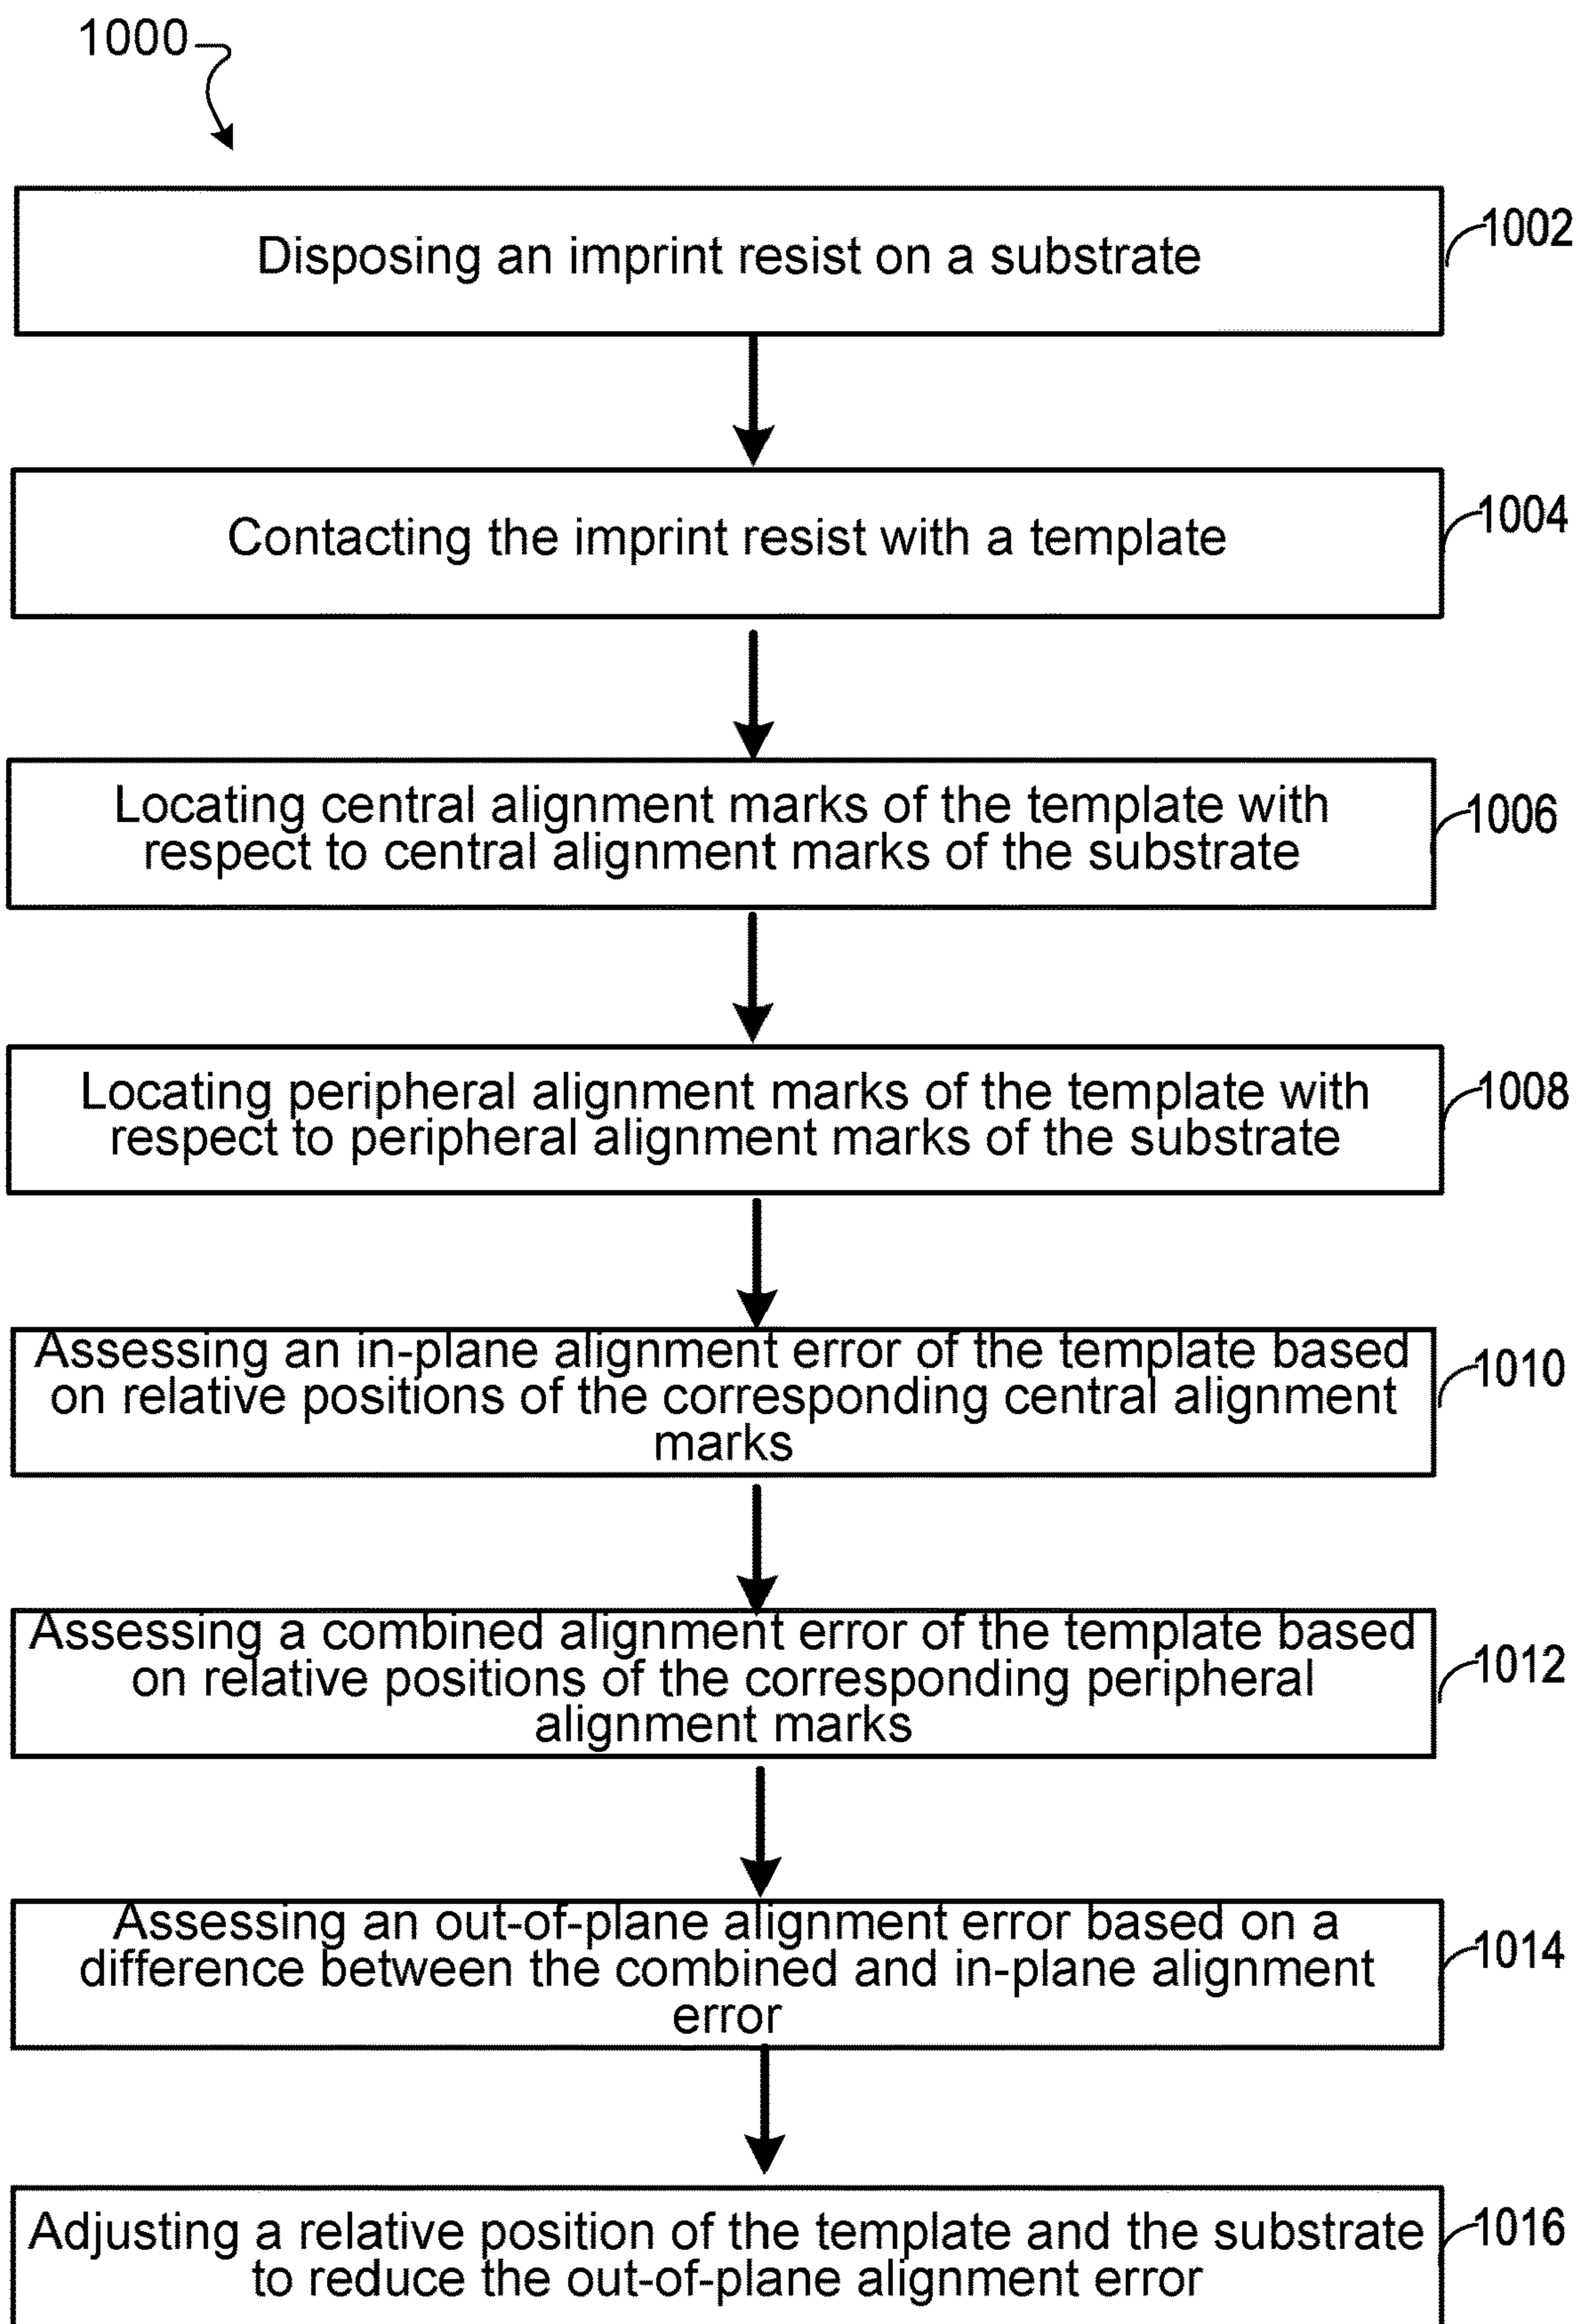 1000
Disposing an imprint resist on a substrate
1002
Contacting the imprint resist with a template
1004
Locating central alignment marks of the template with
respect to central alignment marks of the substrate
1006
Locating peripheral alignment marks of the template with
respect to peripheral alignment marks of the substrate
1008
Assessing an in-plane alignment error of the template based
on relative positions of the corresponding central alignment
marks
1010
Assessing a combined alignment error of the template based
on relative positions of the corresponding peripheral
alignment marks
1012
Assessing an out-of-plane alignment error based on a
difference between the combined and in-plane alignment
error
1014
Adjusting a relative position of the template and the substrate
to reduce the out-of-plane alignment error
1016